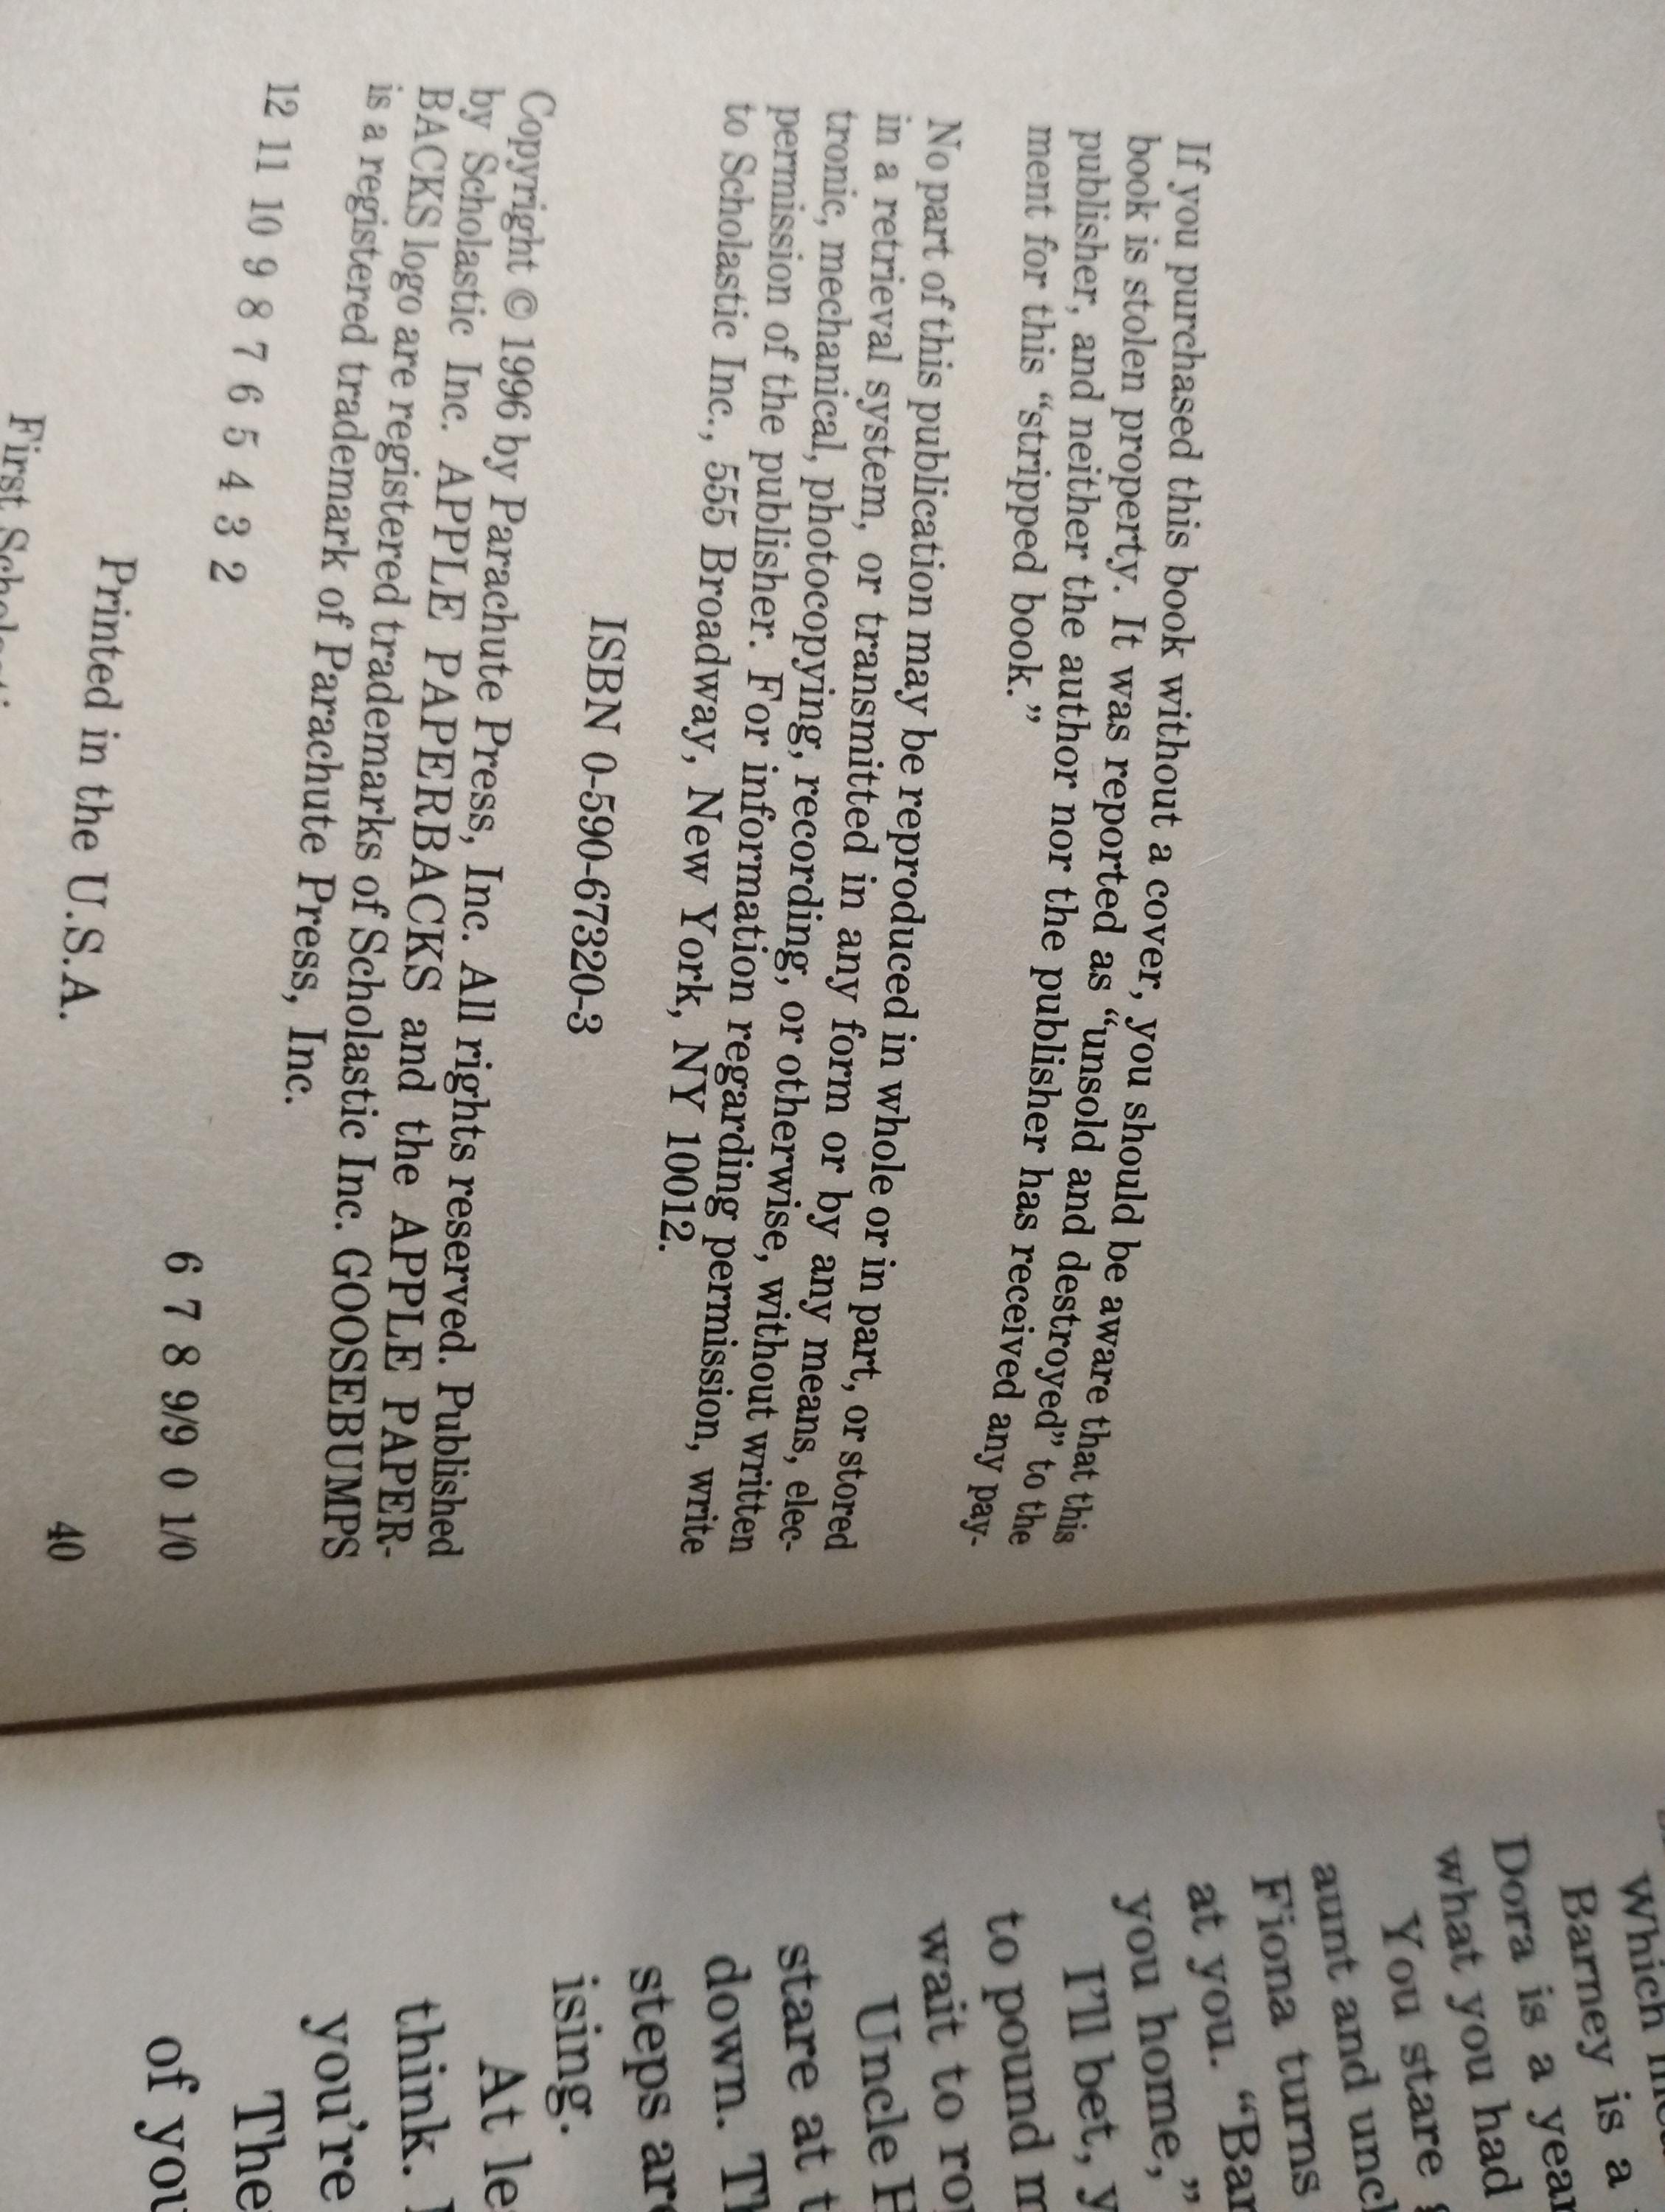 If you purchased this book without a cover, you should be aware that this
book is stolen property. It was reported as “unsold and destroyed” to the
publisher, and neither the author nor the publisher has received any pay-
ment for this “stripped book.”
No part of this publication may be reproduced in whole or in part, or stored
in a retrieval system, or transmitted in any form or by any means, elec-
tronic, mechanical, photocopying, recording, or otherwise, without written
permission of the publisher. For information regarding permission, write
to Scholastic Inc., 555 Broadway, New York, NY 10012.
ISBN 0-590-67320-3
Copyright © 1996 by Parachute Press, Inc. All rights reserved. Published
by Scholastic Inc. APPLE PAPERBACKS and the APPLE PAPER-
BACKS logo are registered trademarks of Scholastic Inc. GOOSEBUMPS
is a registered trademark of Parachute Press, Inc.
12 11 10 9 8 7 6 5 4 3 2 6 7 8 9/9 0 1/0
Printed in the U.S.A. 40
First
Which
Barney is a
Dora is a year
what you had
You stare
aunt and uncl
Fiona turns
at you. “Bar
you home,”
I’ll bet, y
to pound m
wait to
Uncle
stare at t
down. Th
steps are
ising.
At le
think.
you’re
The
of you